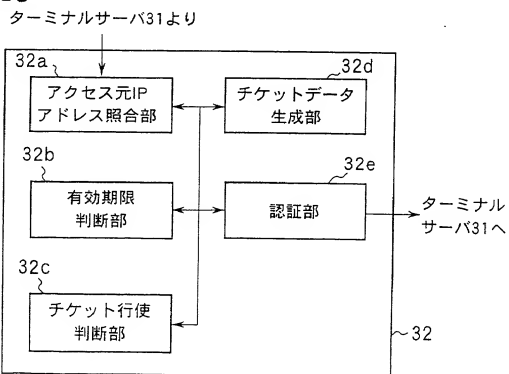 ターミナルサーバ31より
32a
アクセス元IP
アドレス照合部
32d
チケットデータ
生成部
32b
有効期限
判断部
32e
認証部
ターミナル
サーバ31へ
32c
チケット行使
判断部
32